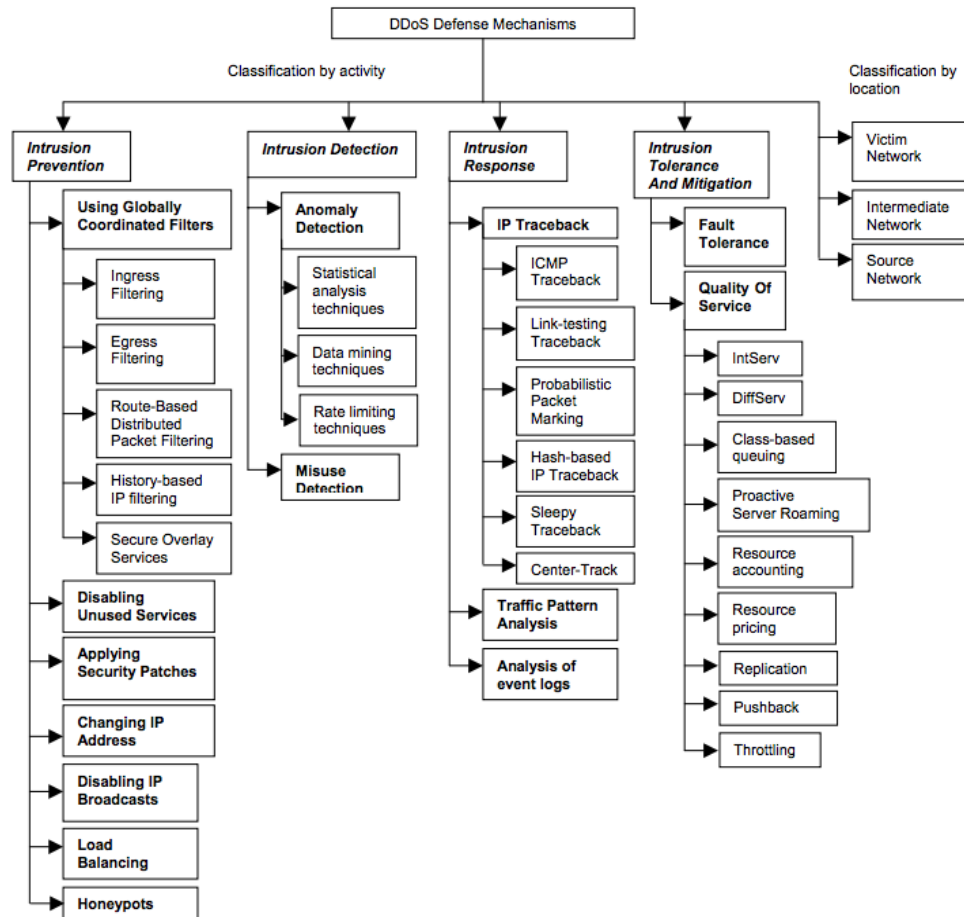 DDoS Defense Mechanisms
Classification by activity
Classification by
location
Intrusion
Prevention
Using Globally
Coordinated Filters
Ingress
Filtering
Egress
Filtering
Route-Based
Distributed
Packet Filtering
History-based
IP filtering
Secure Overlay
Services
Disabling
Unused Services
Applying
Security Patches
Changing IP
Address
Disabling IP
Broadcasts
Load
Balancing
Honeypots
Intrusion Detection
Anomaly
Detection
Statistical
analysis
techniques
Data mining
techniques
Rate limiting
techniques
Misuse
Detection
Intrusion
Response
IP Traceback
ICMP
Traceback
Link-testing
Traceback
Probabilistic
Packet
Marking
Hash-based
IP Traceback
Sleepy
Traceback
Center-Track
Traffic Pattern
Analysis
Analysis of
event logs
Intrusion
Tolerance
And Mitigation
Fault
Tolerance
Quality Of
Service
IntServ
DiffServ
Class-based
queuing
Proactive
Server Roaming
Resource
accounting
Resource
pricing
Replication
Pushback
Throttling
Victim
Network
Intermediate
Network
Source
Network